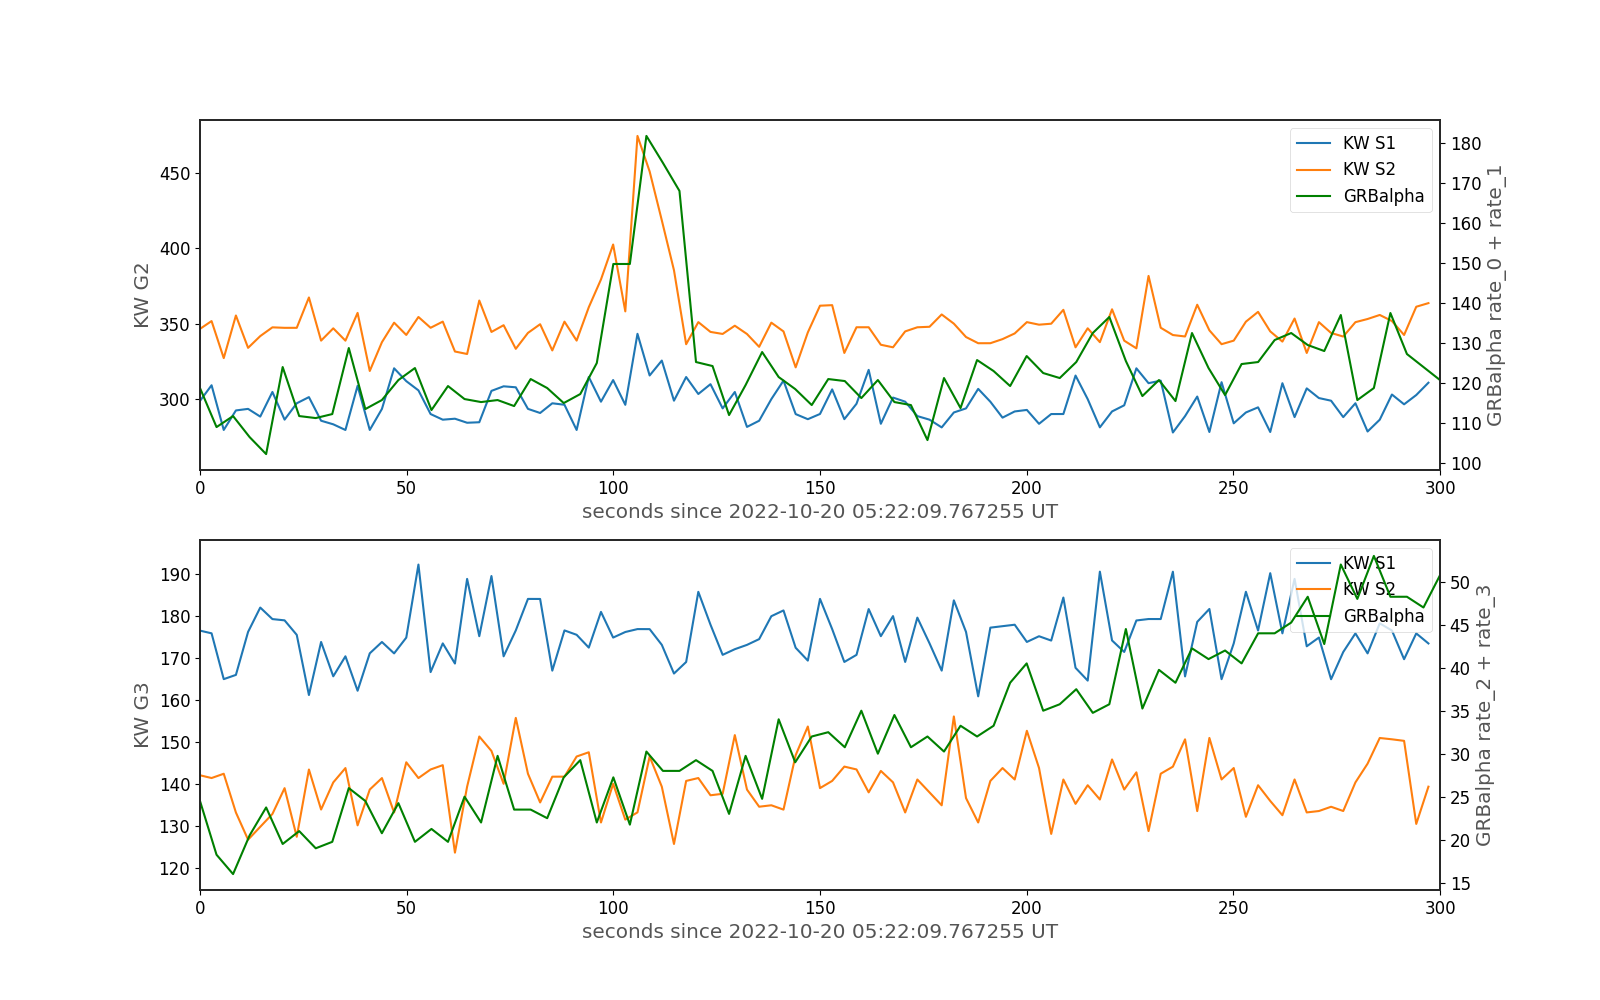 KW G2
450
400
350
300
KW S1
KW S2
GRBalpha
180
170
160
150
140
130
120
110
100
GRBalpha rate_0 + rate_1
0 50 100 150 200 250 300
seconds since 2022-10-20 05:22:09.767255 UT
KW G3
190
180
170
160
150
140
130
120
KW S1
KW S2
GRBalpha
50
45
40
35
30
25
20
15
GRBalpha rate_2 + rate_3
0 50 100 150 200 250 300
seconds since 2022-10-20 05:22:09.767255 UT